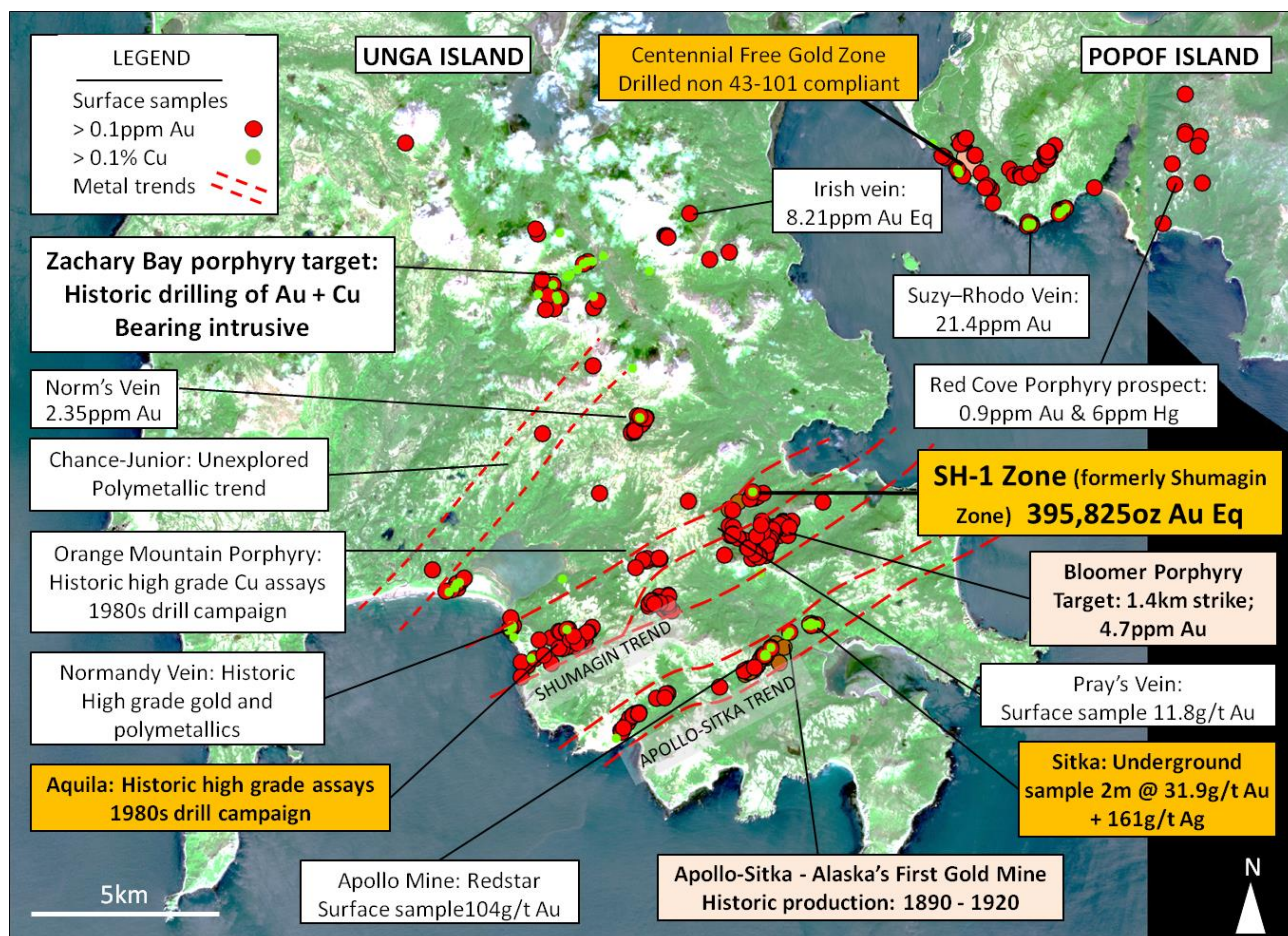 LEGEND
Surface samples
> 0.1ppm Au
> 0.1% Cu
Metal trends
UNGA ISLAND
Centennial Free Gold Zone
Drilled non 43-101 compliant
POPOF ISLAND
Irish vein:
8.21ppm Au Eq
Zachary Bay porphyry target:
Historic drilling of Au + Cu
Bearing intrusive
Suzy–Rhodo Vein:
21.4ppm Au
Red Cove Porphyry prospect:
0.9ppm Au & 6ppm Hg
Norm's Vein
2.35ppm Au
Chance-Junior: Unexplored
Polymetallic trend
SH-1 Zone (formerly Shumagin
Zone) 395,825oz Au Eq
Orange Mountain Porphyry:
Historic high grade Cu assays
1980s drill campaign
Bloomer Porphyry
Target: 1.4km strike;
4.7ppm Au
SHUMAGIN TREND
APOLLO-SITKA TREND
Normandy Vein: Historic
High grade gold and
polymetallics
Pray's Vein:
Surface sample 11.8g/t Au
Aquila: Historic high grade assays
1980s drill campaign
Sitka: Underground
sample 2m @ 31.9g/t Au
+ 161g/t Ag
Apollo Mine: Redstar
Surface sample104g/t Au
Apollo-Sitka - Alaska's First Gold Mine
Historic production: 1890 - 1920
5km
N